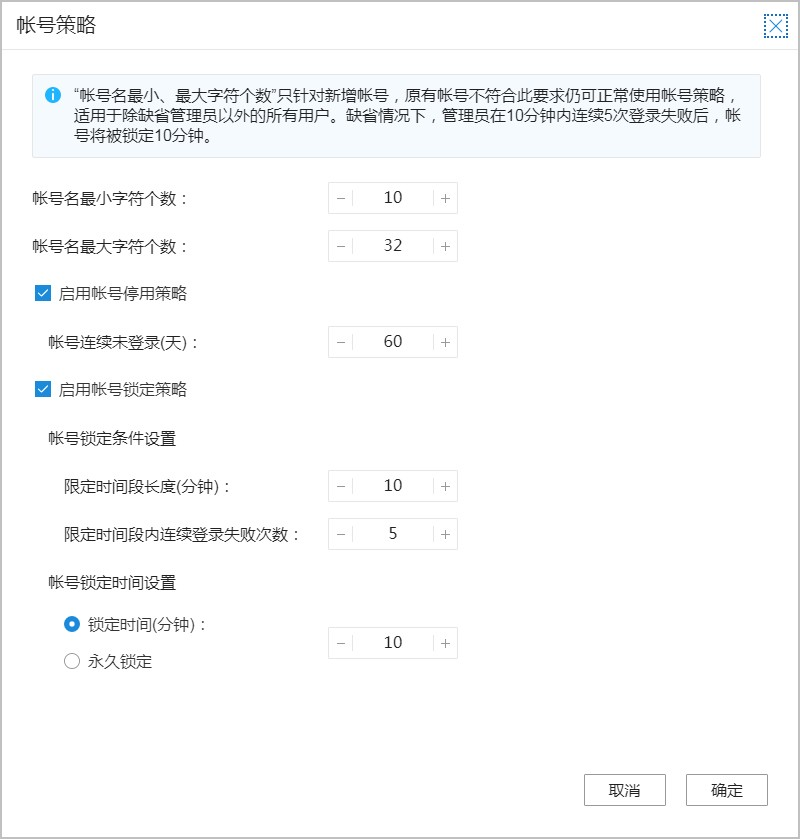 帐号策略
“帐号名最小、最大字符个数”只针对新增帐号，原有帐号不符合此要求仍可正常使用帐号策略，
适用于除缺省管理员以外的所有用户。缺省情况下，管理员在10分钟内连续5次登录失败后，帐
号将被锁定10分钟。
帐号名最小字符个数： − 10 +
帐号名最大字符个数： − 32 +
启用帐号停用策略
帐号连续未登录(天)： − 60 +
启用帐号锁定策略
帐号锁定条件设置
限定时间段长度(分钟)： − 10 +
限定时间段内连续登录失败次数： − 5 +
帐号锁定时间设置
锁定时间(分钟)：
− 10 +
永久锁定
取消 确定